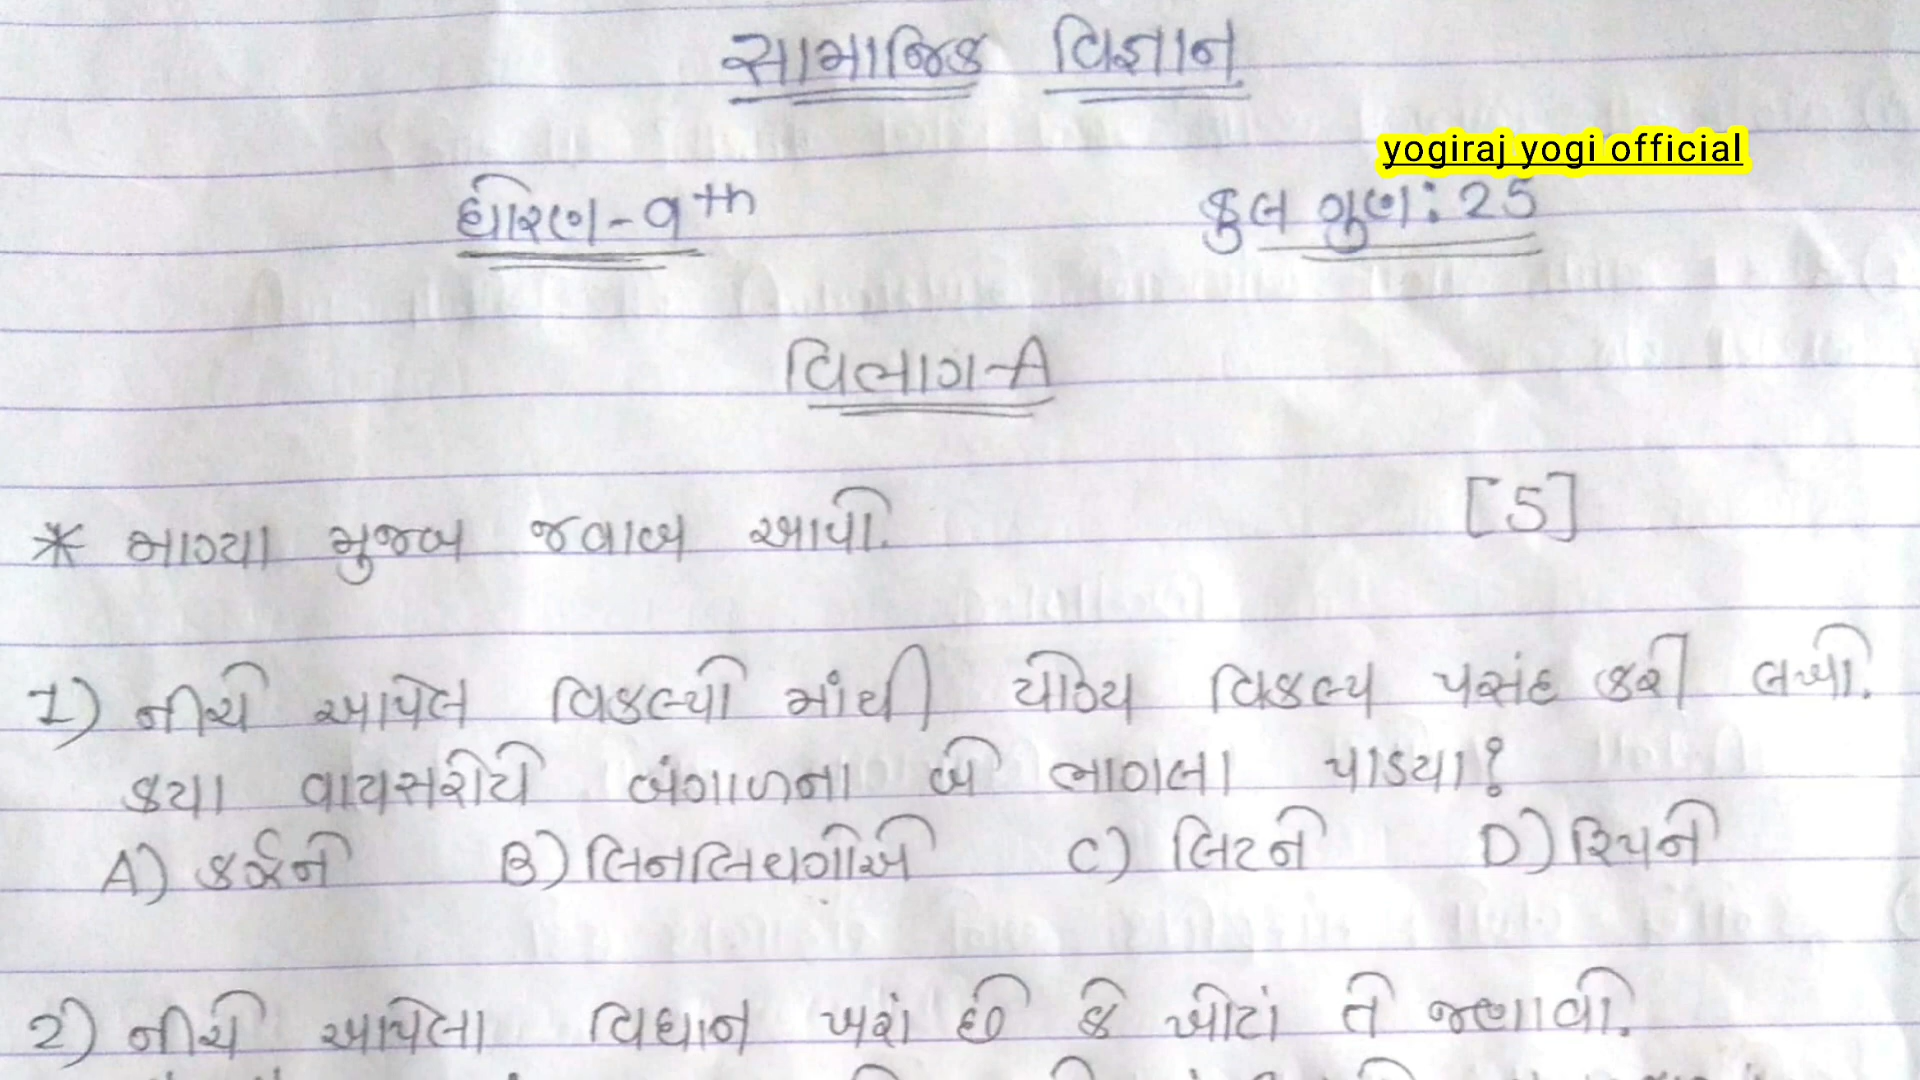 સામાજિક વિજ્ઞાન
yogiraj yogi official
ધોરણ-9th
કુલ ગુણ: 25
વિભાગ-A
* માગ્યા મુજબ જવાબ આપો. [5]
1) નીચે આપેલ વિકલ્પો માંથી યોગ્ય વિકલ્પ પસંદ કરી લખો.
કયા વાયસરોયે બંગાળના બે ભાગલા પાડયા?
A) કર્ઝને B) લિનલિથગોએ C) લિટને D) રિપને
2) નીચે આપેલા વિધાન ખરાં છે કે ખોટાં તે જણાવો.